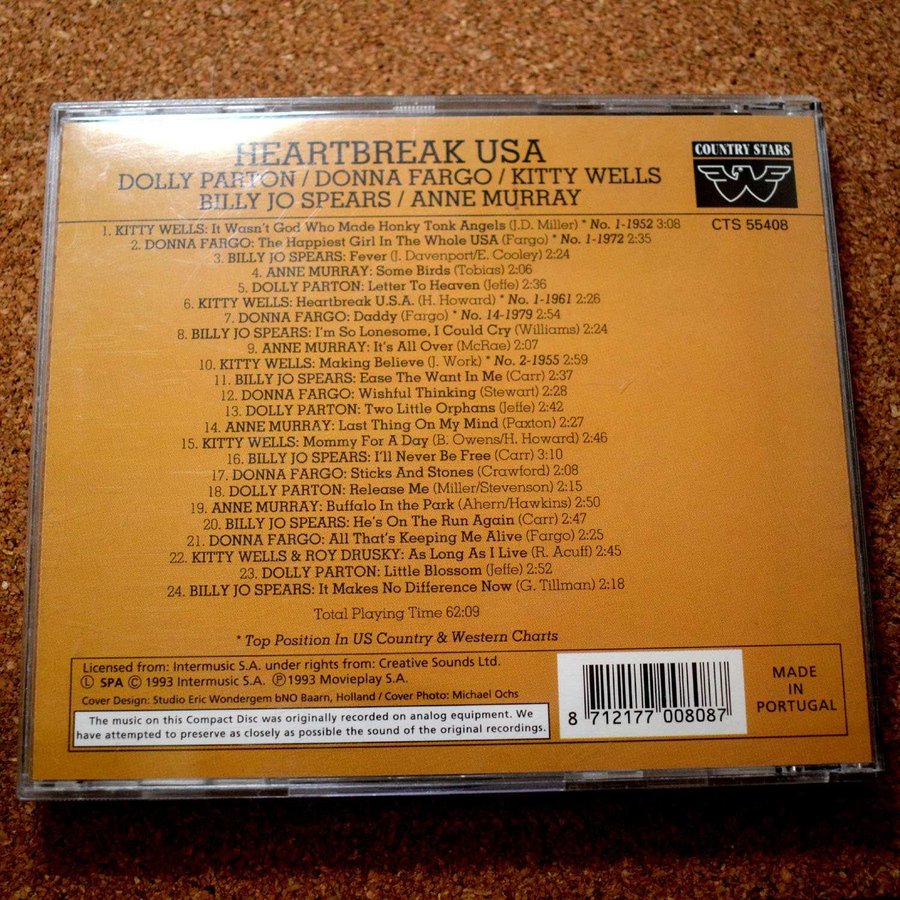 HEARTBREAK USA
DOLLY PARTON / DONNA FARGO / KITTY WELLS
BILLY JO SPEARS / ANNE MURRAY
COUNTRY STARS
CTS 55408
1. KITTY WELLS: It Wasn't God Who Made Honky Tonk Angels (J.D. Miller) * No. 1-1952 3:08
2. DONNA FARGO: The Happiest Girl In The Whole USA (Fargo) * No. 1-1972 2:35
3. BILLY JO SPEARS: Fever (J. Davenport/E. Cooley) 2:24
4. ANNE MURRAY: Some Birds (Tobias) 2:06
5. DOLLY PARTON: Letter To Heaven (Jeffe) 2:36
6. KITTY WELLS: Heartbreak U.S.A. (H. Howard) * No. 1-1961 2:26
7. DONNA FARGO: Daddy (Fargo) * No. 14-1979 2:54
8. BILLY JO SPEARS: I'm So Lonesome, I Could Cry (Williams) 2:24
9. ANNE MURRAY: It's All Over (McRae) 2:07
10. KITTY WELLS: Making Believe (J. Work) * No. 2-1955 2:59
11. BILLY JO SPEARS: Ease The Want In Me (Carr) 2:37
12. DONNA FARGO: Wishful Thinking (Stewart) 2:28
13. DOLLY PARTON: Two Little Orphans (Jeffe) 2:42
14. ANNE MURRAY: Last Thing On My Mind (Paxton) 2:27
15. KITTY WELLS: Mommy For A Day (B. Owens/H. Howard) 2:46
16. BILLY JO SPEARS: I'll Never Be Free (Carr) 3:10
17. DONNA FARGO: Sticks And Stones (Crawford) 2:08
18. DOLLY PARTON: Release Me (Miller/Stevenson) 2:15
19. ANNE MURRAY: Buffalo In the Park (Ahern/Hawkins) 2:50
20. BILLY JO SPEARS: He's On The Run Again (Carr) 2:47
21. DONNA FARGO: All That's Keeping Me Alive (Fargo) 2:25
22. KITTY WELLS & ROY DRUSKY: As Long As I Live (R. Acuff) 2:45
23. DOLLY PARTON: Little Blossom (Jeffe) 2:52
24. BILLY JO SPEARS: It Makes No Difference Now (G. Tillman) 2:18
Total Playing Time 62:09
* Top Position In US Country & Western Charts
Licensed from: Intermusic S.A. under rights from: Creative Sounds Ltd.
Ⓛ SPA © 1993 Intermusic S.A. ℗ 1993 Movieplay S.A.
Cover Design: Studio Eric Wondergem bNO Baarn, Holland / Cover Photo: Michael Ochs
The music on this Compact Disc was originally recorded on analog equipment. We
have attempted to preserve as closely as possible the sound of the original recordings.
8 712177 008087
MADE
IN
PORTUGAL